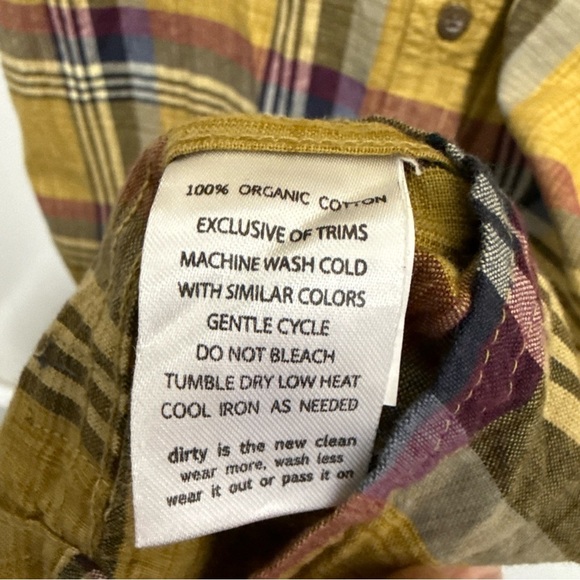 100% ORGANIC COTTON
EXCLUSIVE OF TRIMS
MACHINE WASH COLD
WITH SIMILAR COLORS
GENTLE CYCLE
DO NOT BLEACH
TUMBLE DRY LOW HEAT
COOL IRON AS NEEDED
dirty is the new clean
wear more, wash less
wear it out or pass it on